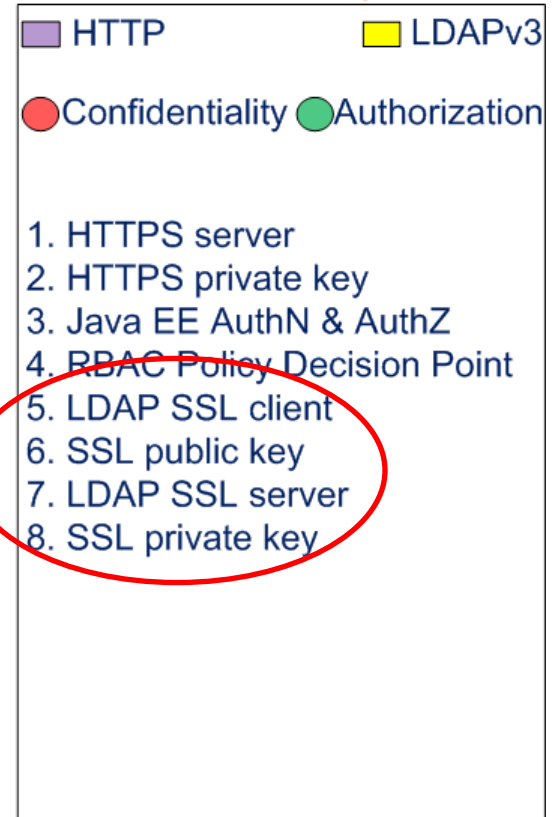 HTTP LDAPv3
Confidentiality Authorization
1. HTTPS server
2. HTTPS private key
3. Java EE AuthN & AuthZ
4. RBAC Policy Decision Point
5. LDAP SSL client
6. SSL public key
7. LDAP SSL server
8. SSL private key